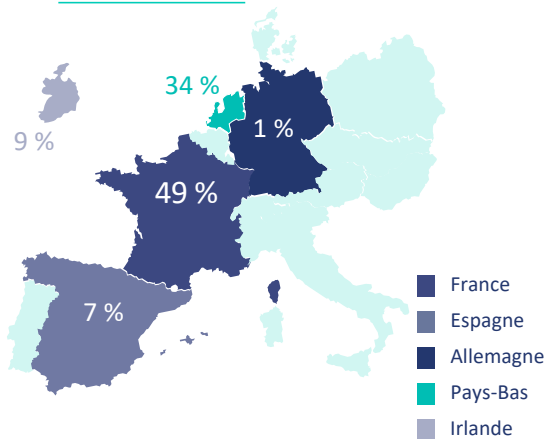 34 %
9 %
1 %
49 %
7 %
France
Espagne
Allemagne
Pays-Bas
Irlande